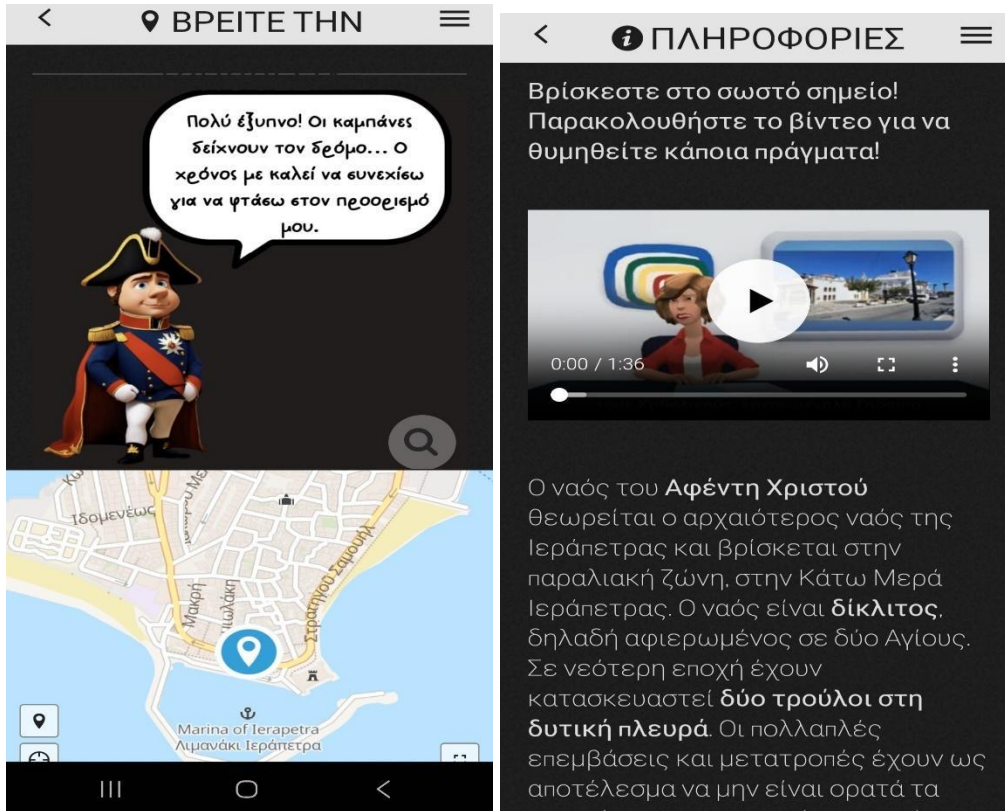 ΒΡΕΙΤΕ ΤΗΝ
Πολύ έξυπνο! Οι καμπάνες
δείχνουν τον δρόμο... Ο
χρόνος με καλεί να συνεχίσω
για να φτάσω στον προορισμό
μου.
Ιδομενέως
Μακρή
Στρατηγού Σαμουήλ
Marina of Ierapetra
Λιμανάκι Ιεράπετρα
ΠΛΗΡΟΦΟΡΙΕΣ
Βρίσκεστε στο σωστό σημείο!
Παρακολουθήστε το βίντεο για να
θυμηθείτε κάποια πράγματα!
0:00 / 1:36
Ο ναός του Αφέντη Χριστού
θεωρείται ο αρχαιότερος ναός της
Ιεράπετρας και βρίσκεται στην
παραλιακή ζώνη, στην Κάτω Μερά
Ιεράπετρας. Ο ναός είναι δίκλιτος,
δηλαδή αφιερωμένος σε δύο Αγίους.
Σε νεότερη εποχή έχουν
κατασκευαστεί δύο τρούλοι στη
δυτική πλευρά. Οι πολλαπλές
επεμβάσεις και μετατροπές έχουν ως
αποτέλεσμα να μην είναι ορατά τα